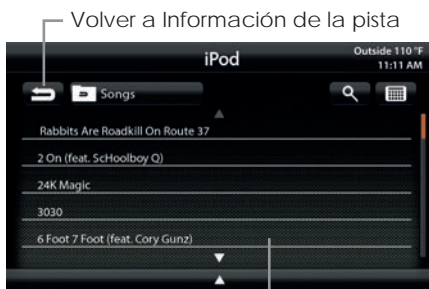 Volver a Información de la pista
iPod
Outside 110 °F
11:11 AM
Songs
Rabbits Are Roadkill On Route 37
2 On (feat. ScHoolboy Q)
24K Magic
3030
6 Foot 7 Foot (feat. Cory Gunz)